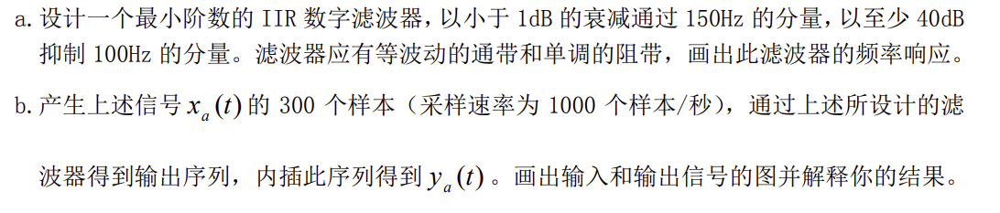 a. 设计一个最小阶数的 IIR 数字滤波器，以小于 1dB 的衰减通过 150Hz 的分量，以至少 40dB
抑制 100Hz 的分量。滤波器应有等波动的通带和单调的阻带，画出此滤波器的频率响应。
b. 产生上述信号 x_a(t) 的 300 个样本（采样速率为 1000 个样本/秒），通过上述所设计的滤
波器得到输出序列，内插此序列得到 y_a(t) 。画出输入和输出信号的图并解释你的结果。